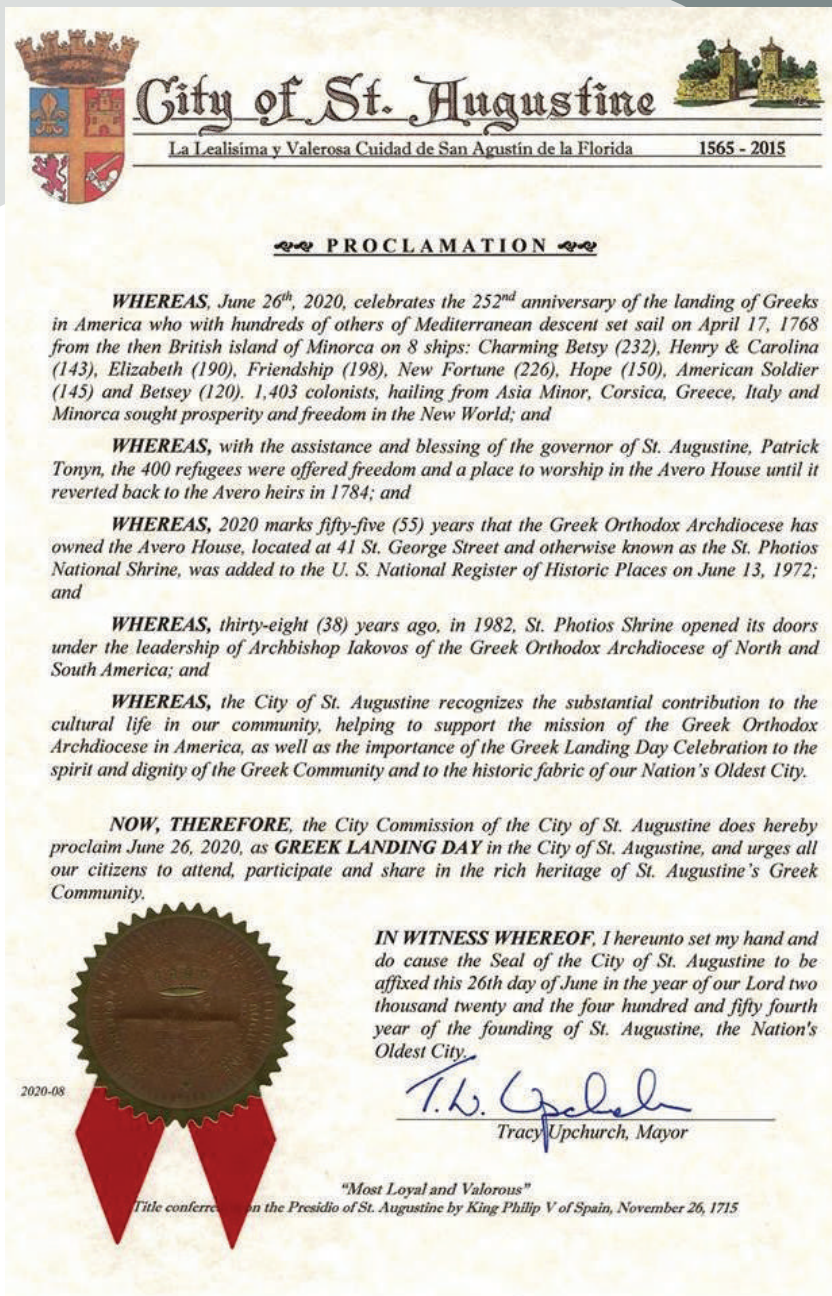 City of St. Augustine
La Lealisíma y Valerosa Cuidad de San Agustín de la Florida 1565 - 2015
PROCLAMATION
WHEREAS, June 26th, 2020, celebrates the 252nd anniversary of the landing of Greeks
in America who with hundreds of others of Mediterranean descent set sail on April 17, 1768
from the then British island of Minorca on 8 ships: Charming Betsy (232), Henry & Carolina
(143), Elizabeth (190), Friendship (198), New Fortune (226), Hope (150), American Soldier
(145) and Betsey (120). 1,403 colonists, hailing from Asia Minor, Corsica, Greece, Italy and
Minorca sought prosperity and freedom in the New World; and
WHEREAS, with the assistance and blessing of the governor of St. Augustine, Patrick
Tonyn, the 400 refugees were offered freedom and a place to worship in the Avero House until it
reverted back to the Avero heirs in 1784; and
WHEREAS, 2020 marks fifty-five (55) years that the Greek Orthodox Archdiocese has
owned the Avero House, located at 41 St. George Street and otherwise known as the St. Photios
National Shrine, was added to the U. S. National Register of Historic Places on June 13, 1972;
and
WHEREAS, thirty-eight (38) years ago, in 1982, St. Photios Shrine opened its doors
under the leadership of Archbishop Iakovos of the Greek Orthodox Archdiocese of North and
South America; and
WHEREAS, the City of St. Augustine recognizes the substantial contribution to the
cultural life in our community, helping to support the mission of the Greek Orthodox
Archdiocese in America, as well as the importance of the Greek Landing Day Celebration to the
spirit and dignity of the Greek Community and to the historic fabric of our Nation's Oldest City.
NOW, THEREFORE, the City Commission of the City of St. Augustine does hereby
proclaim June 26, 2020, as GREEK LANDING DAY in the City of St. Augustine, and urges all
our citizens to attend, participate and share in the rich heritage of St. Augustine's Greek
Community.
IN WITNESS WHEREOF, I hereunto set my hand and
do cause the Seal of the City of St. Augustine to be
affixed this 26th day of June in the year of our Lord two
thousand twenty and the four hundred and fifty fourth
year of the founding of St. Augustine, the Nation's
Oldest City.
2020-08
T. W. Upchurch
Tracy Upchurch, Mayor
"Most Loyal and Valorous"
Title on the Presidio of St. Augustine by King Philip V of Spain, November 26, 1715